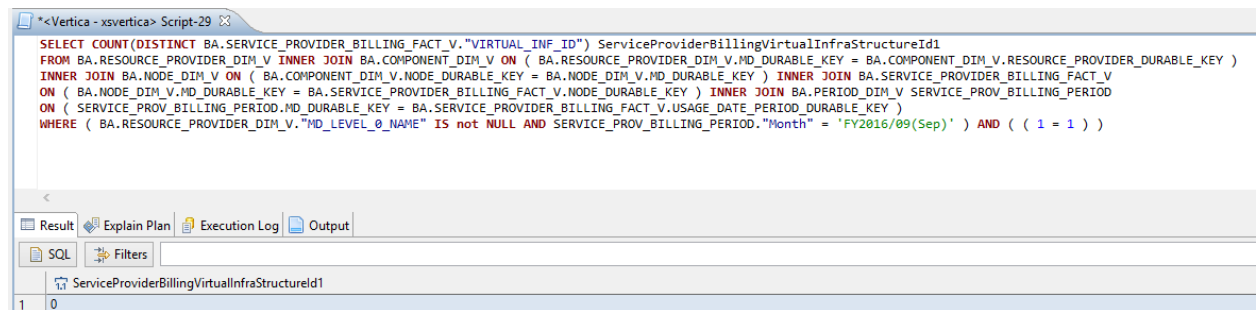 *<Vertica - xsvertica> Script-29
SELECT COUNT(DISTINCT BA.SERVICE_PROVIDER_BILLING_FACT_V."VIRTUAL_INF_ID") ServiceProviderBillingVirtualInfraStructureId1
FROM BA.RESOURCE_PROVIDER_DIM_V INNER JOIN BA.COMPONENT_DIM_V ON ( BA.RESOURCE_PROVIDER_DIM_V.MD_DURABLE_KEY = BA.COMPONENT_DIM_V.RESOURCE_PROVIDER_DURABLE_KEY )
INNER JOIN BA.NODE_DIM_V ON ( BA.COMPONENT_DIM_V.NODE_DURABLE_KEY = BA.NODE_DIM_V.MD_DURABLE_KEY ) INNER JOIN BA.SERVICE_PROVIDER_BILLING_FACT_V
ON ( BA.NODE_DIM_V.MD_DURABLE_KEY = BA.SERVICE_PROVIDER_BILLING_FACT_V.NODE_DURABLE_KEY ) INNER JOIN BA.PERIOD_DIM_V SERVICE_PROV_BILLING_PERIOD
ON ( SERVICE_PROV_BILLING_PERIOD.MD_DURABLE_KEY = BA.SERVICE_PROVIDER_BILLING_FACT_V.USAGE_DATE_PERIOD_DURABLE_KEY )
WHERE ( BA.RESOURCE_PROVIDER_DIM_V."MD_LEVEL_0_NAME" IS not NULL AND SERVICE_PROV_BILLING_PERIOD."Month" = 'FY2016/09(Sep)' ) AND ( ( 1 = 1 ) )
Result Explain Plan Execution Log Output
SQL Filters
ServiceProviderBillingVirtualInfraStructureId1
1 0